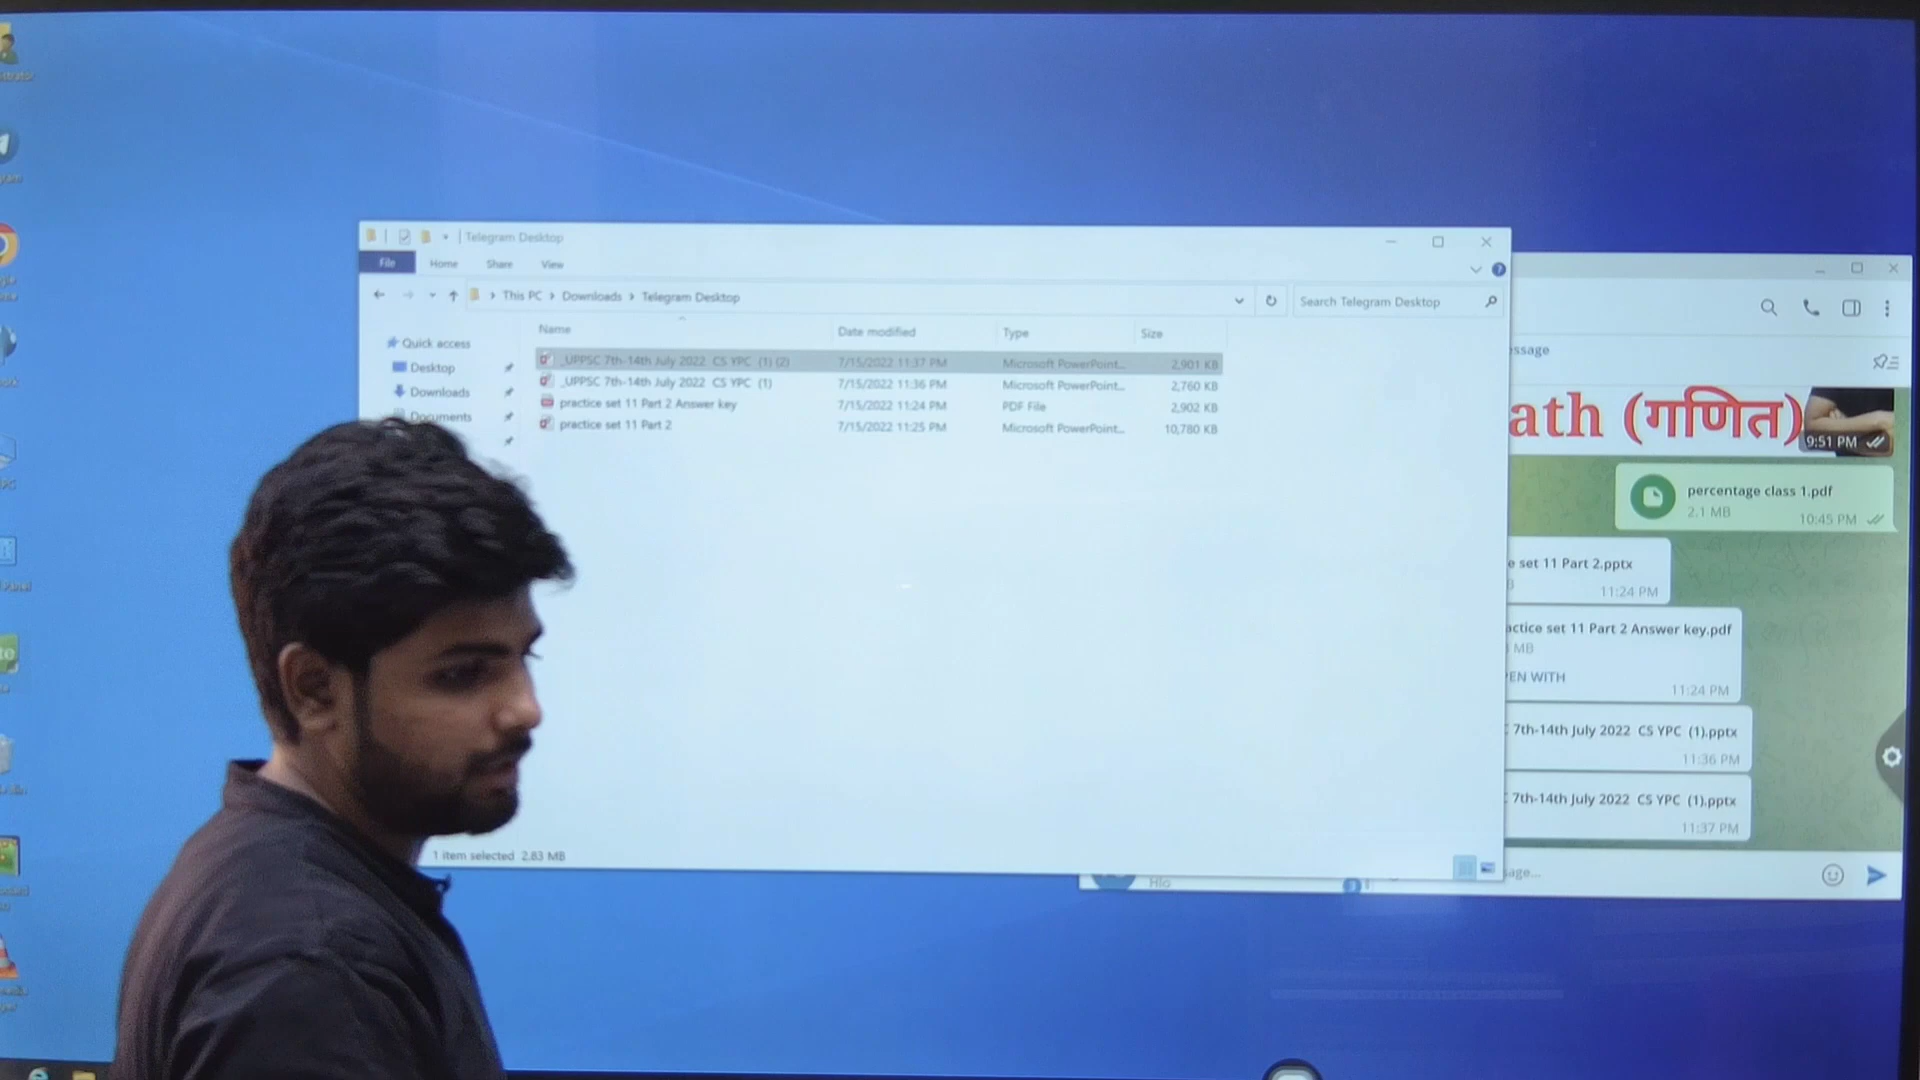 Telegram Desktop
File Home Share View
This PC > Downloads > Telegram Desktop
Search Telegram Desktop
Name Date modified Type Size
Quick access
Desktop
Downloads
Documents
_UPPSC 7th-14th July 2022 CS YPC (1) (2) 7/15/2022 11:37 PM Microsoft PowerPoint... 2,901 KB
_UPPSC 7th-14th July 2022 CS YPC (1) 7/15/2022 11:36 PM Microsoft PowerPoint... 2,760 KB
practice set 11 Part 2 Answer key 7/15/2022 11:24 PM PDF File 2,902 KB
practice set 11 Part 2 7/15/2022 11:25 PM Microsoft PowerPoint... 10,780 KB
1 item selected 2.83 MB
ssage
ath (गणित)
9:51 PM
percentage class 1.pdf
2.1 MB
10:45 PM
e set 11 Part 2.pptx
11:24 PM
actice set 11 Part 2 Answer key.pdf
MB
EN WITH
11:24 PM
7th-14th July 2022 CS YPC (1).pptx
11:36 PM
7th-14th July 2022 CS YPC (1).pptx
11:37 PM
age...